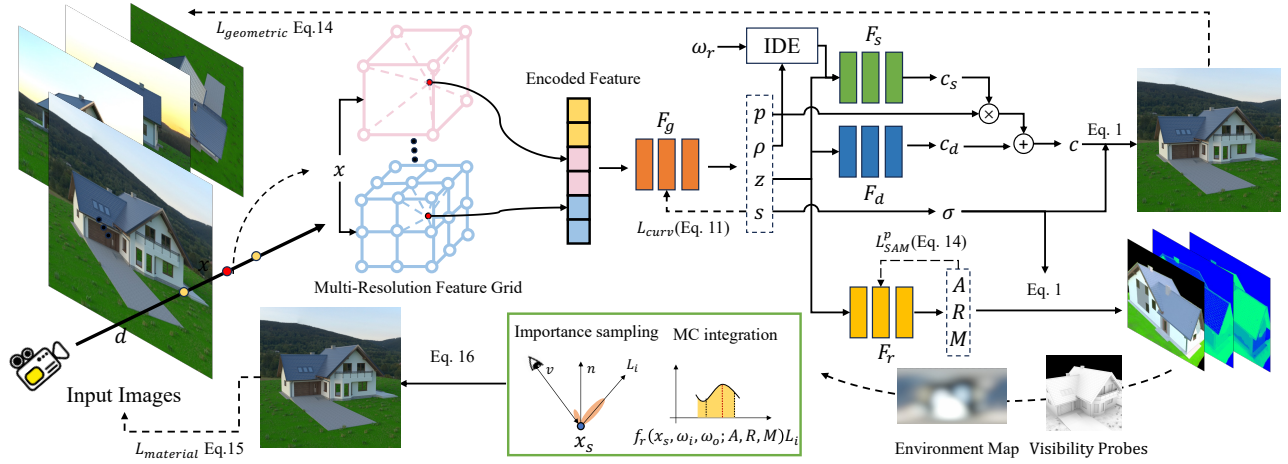 L_geometric Eq.14
ω_r
IDE
F_s
c_s
×
Encoded Feature
F_g
p
ρ
z
s
F_d
c_d
+
c
Eq. 1
x
L_curv(Eq. 11)
σ
L^p_SAM(Eq. 14)
Multi-Resolution Feature Grid
x
d
A
R
M
F_r
Eq. 1
Importance sampling
MC integration
v
n
L_i
x_s
f_r(x_s, ω_i, ω_o; A, R, M)L_i
Eq. 16
Input Images
L_material Eq.15
Environment Map
Visibility Probes